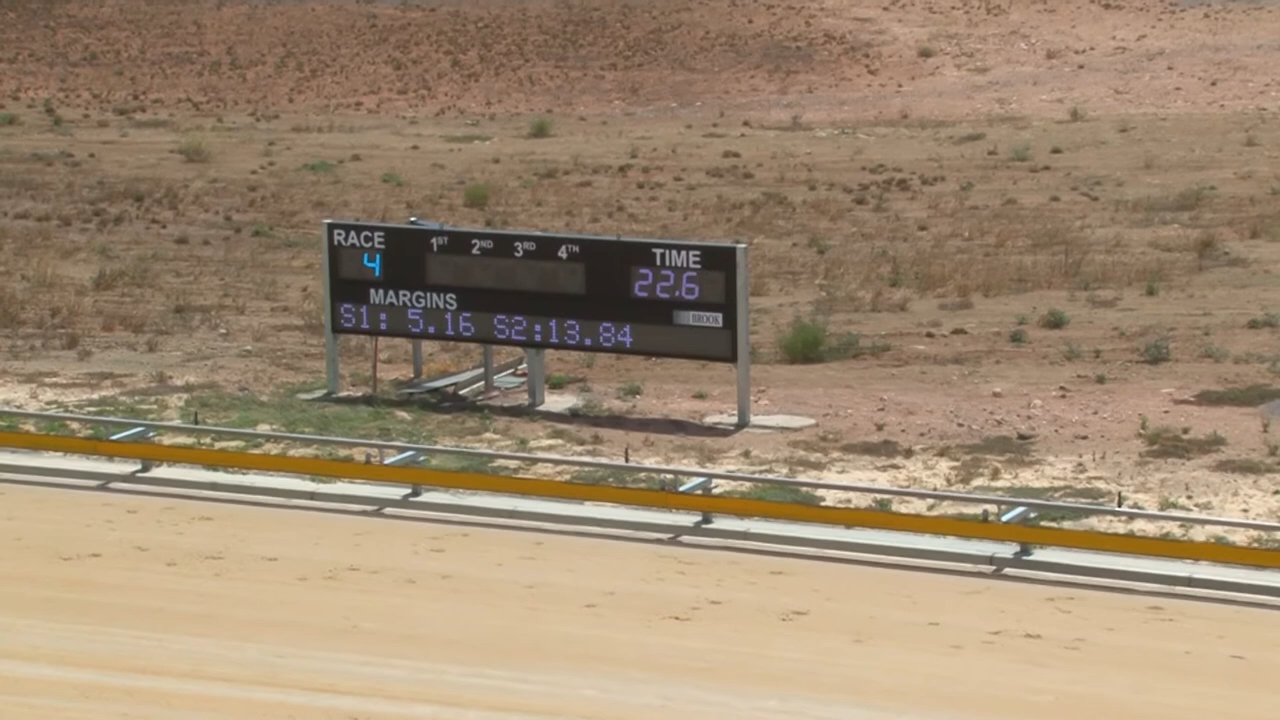 RACE 1ST 2ND 3RD 4TH TIME
4 22.6
MARGINS
BROOK
S1: 5.16 S2:13.84